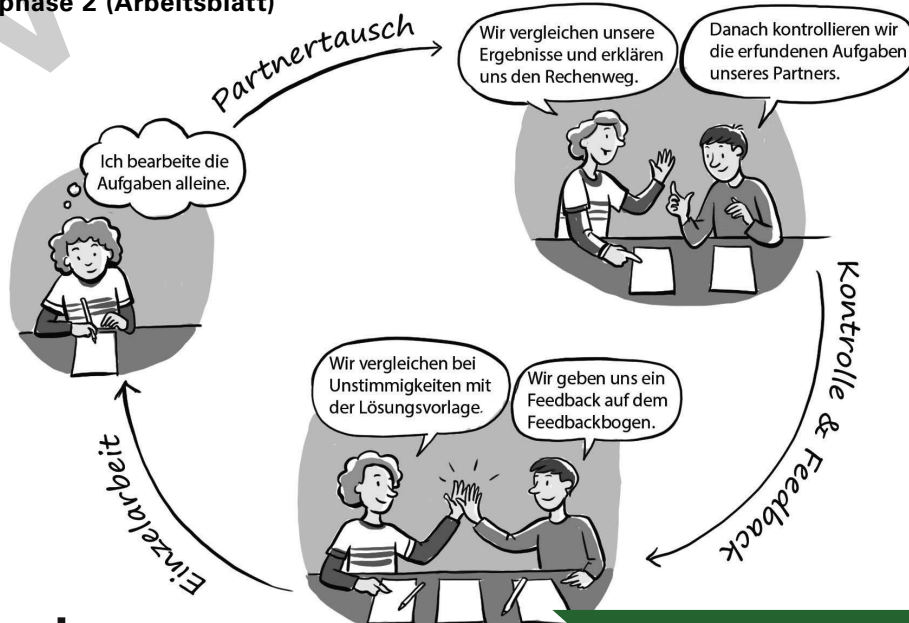 phase 2 (Arbeitsblatt)
Partnertausch
Wir vergleichen unsere
Ergebnisse und erklären
uns den Rechenweg.
Danach kontrollieren wir
die erfundenen Aufgaben
unseres Partners.
Ich bearbeite die
Aufgaben alleine.
Kontrolle & Feedback
Wir vergleichen bei
Unstimmigkeiten mit
der Lösungsvorlage.
Wir geben uns ein
Feedback auf dem
Feedbackbogen.
Einzelarbeit